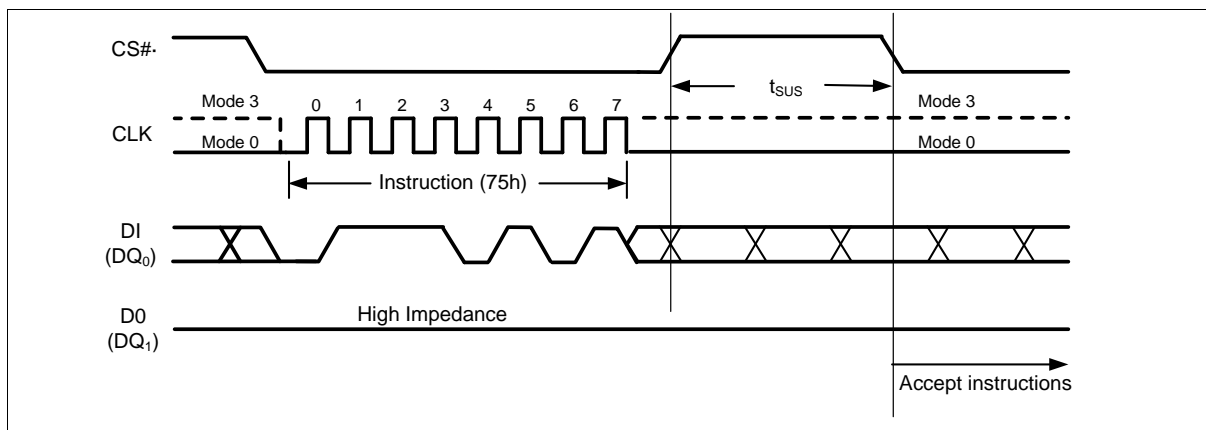 CS#·
tSUS
Mode 3
0 1 2 3 4 5 6 7
Mode 3
CLK
Mode 0
Mode 0
Instruction (75h)
DI
(DQ0)
High Impedance
D0
(DQ1)
Accept instructions